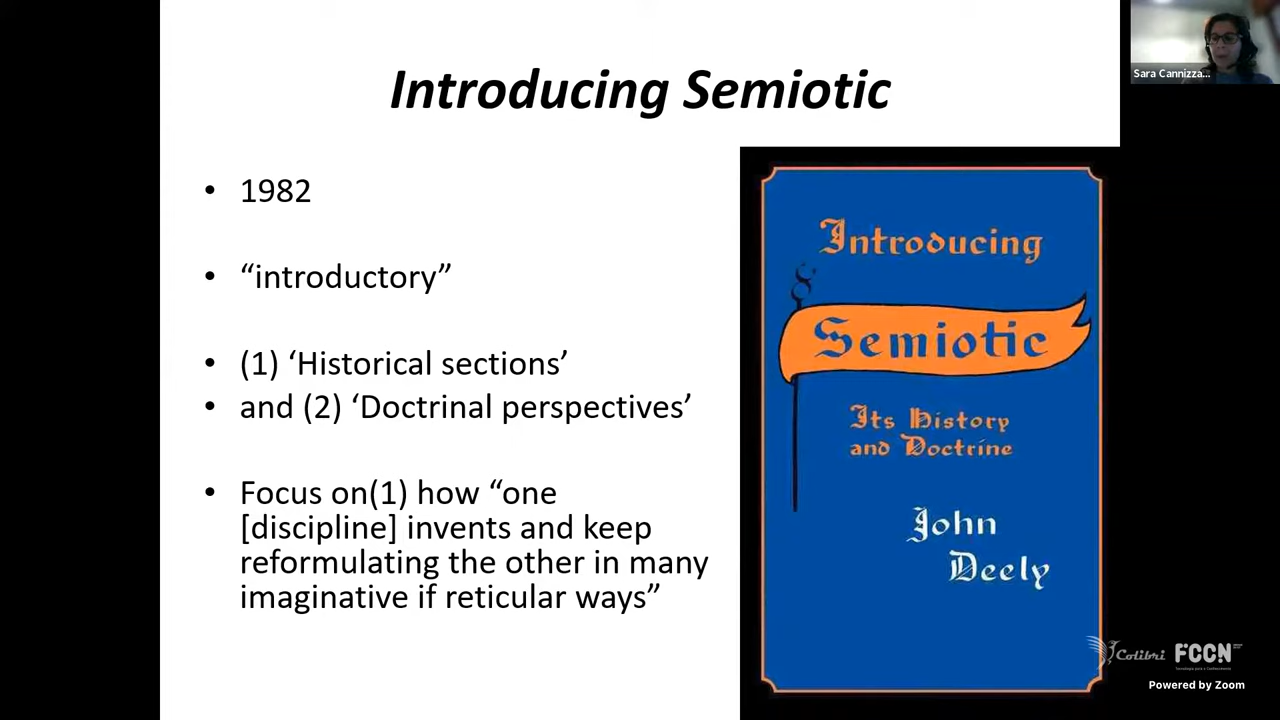 Introducing Semiotic
Sara Cannizza...
• 1982
• “introductory”
• (1) ‘Historical sections’
• and (2) ‘Doctrinal perspectives’
• Focus on(1) how “one
[discipline] invents and keep
reformulating the other in many
imaginative if reticular ways”
Introducing
Semiotic
Its History
and Doctrine
John
Deely
Colibri FCCN
Powered by Zoom